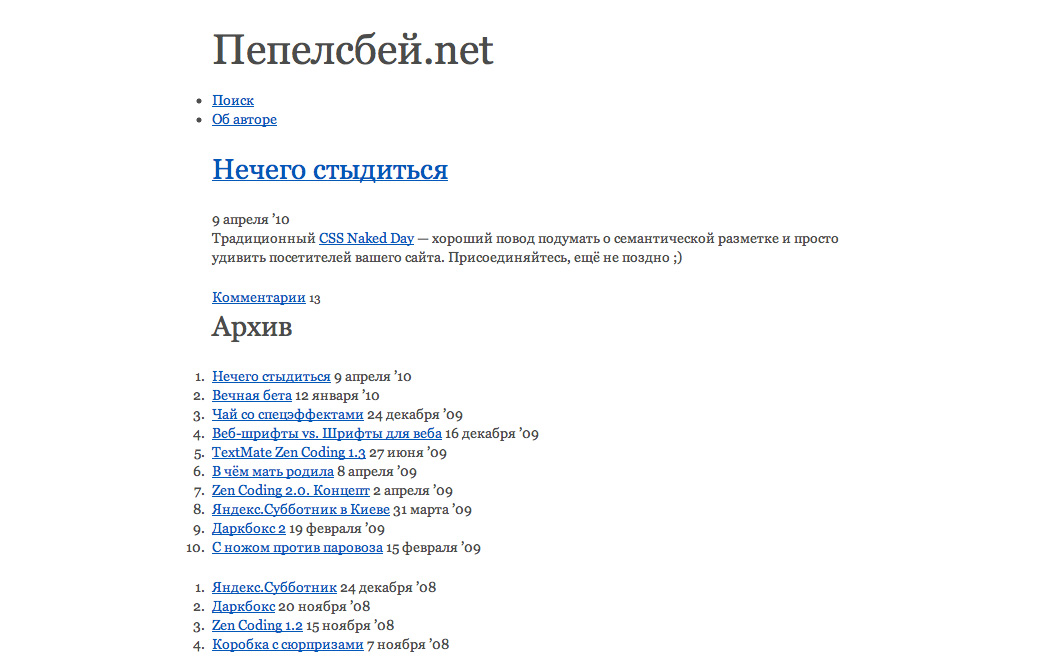 Пепелсбей.net
• Поиск
• Об авторе
Нечего стыдиться
9 апреля ’10
Традиционный CSS Naked Day — хороший повод подумать о семантической разметке и просто
удивить посетителей вашего сайта. Присоединяйтесь, ещё не поздно ;)
Комментарии 13
Архив
1. Нечего стыдиться 9 апреля ’10
2. Вечная бета 12 января ’10
3. Чай со спецэффектами 24 декабря ’09
4. Веб-шрифты vs. Шрифты для веба 16 декабря ’09
5. TextMate Zen Coding 1.3 27 июня ’09
6. В чём мать родила 8 апреля ’09
7. Zen Coding 2.0. Концепт 2 апреля ’09
8. Яндекс.Субботник в Киеве 31 марта ’09
9. Даркбокс 2 19 февраля ’09
10. С ножом против паровоза 15 февраля ’09
1. Яндекс.Субботник 24 декабря ’08
2. Даркбокс 20 ноября ’08
3. Zen Coding 1.2 15 ноября ’08
4. Коробка с сюрпризами 7 ноября ’08